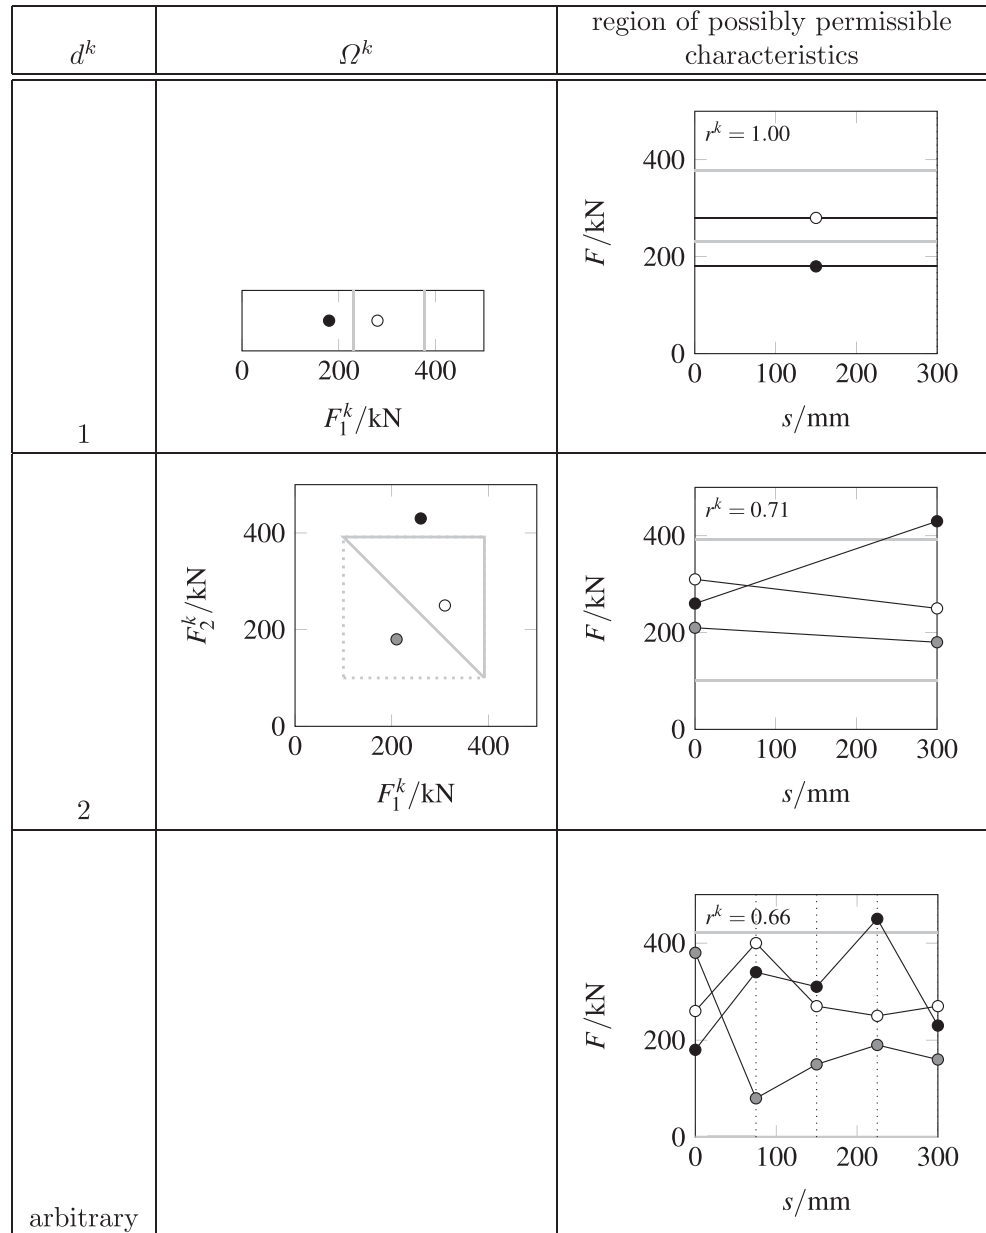 d^k
Ω^k
region of possibly permissible
characteristics
1
0 200 400
F_1^k/kN
r^k = 1.00
400
200
0
F/kN
0 100 200 300
s/mm
2
400
200
0
F_2^k/kN
0 200 400
F_1^k/kN
r^k = 0.71
400
200
0
F/kN
0 100 200 300
s/mm
arbitrary
r^k = 0.66
400
200
0
F/kN
0 100 200 300
s/mm